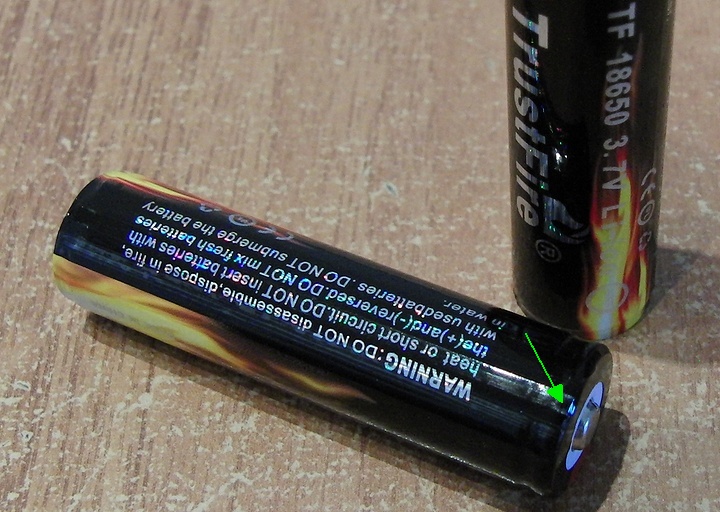 TrustFire®
TF 18650 3.7V
CE
WARNING:DO NOT disassemble,dispose in fire,
heat or short circuit.DO NOT insert batteries with
the(+)and(-)reversed.DO NOT mix fresh batteries
with usedbatteries .DO NOT submerge the battery
in water.
CE